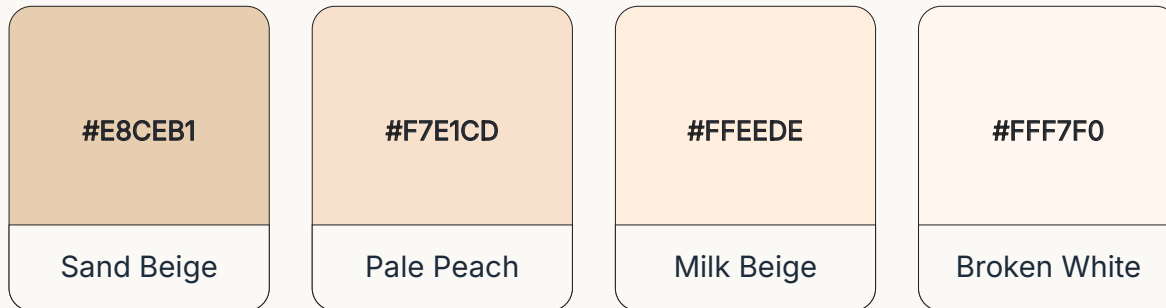 #E8CEB1
#F7E1CD
#FFEEDE
#FFF7F0
Sand Beige
Pale Peach
Milk Beige
Broken White